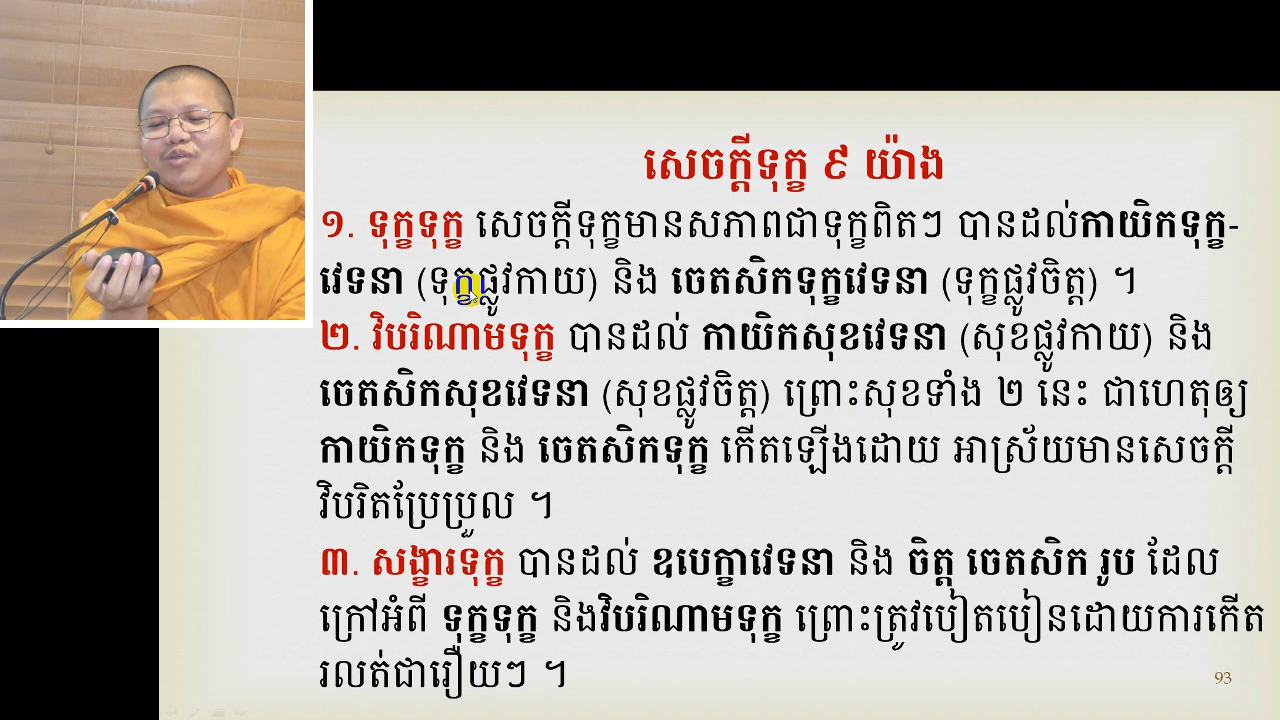 សេចក្ដីទុក្ខ ៩ យ៉ាង
១. ទុក្ខទុក្ខ សេចក្ដីទុក្ខមានសភាពជាទុក្ខពិតៗ បានដល់កាយិកទុក្ខ-
វេទនា (ទុក្ខផ្លូវកាយ) និង ចេតសិកទុក្ខវេទនា (ទុក្ខផ្លូវចិត្ត) ។
២. វិបរិណាមទុក្ខ បានដល់ កាយិកសុខវេទនា (សុខផ្លូវកាយ) និង
ចេតសិកសុខវេទនា (សុខផ្លូវចិត្ត) ព្រោះសុខទាំង ២ នេះ ជាហេតុឲ្យ
កាយិកទុក្ខ និង ចេតសិកទុក្ខ កើតឡើងដោយ អាស្រ័យមានសេចក្ដី
វិបរិតប្រែប្រួល ។
៣. សង្ខារទុក្ខ បានដល់ ឧបេក្ខាវេទនា និង ចិត្ត ចេតសិក រូប ដែល
ក្រៅអំពី ទុក្ខទុក្ខ និងវិបរិណាមទុក្ខ ព្រោះត្រូវបៀតបៀនដោយការកើត
រលត់ជារឿយៗ ។
93